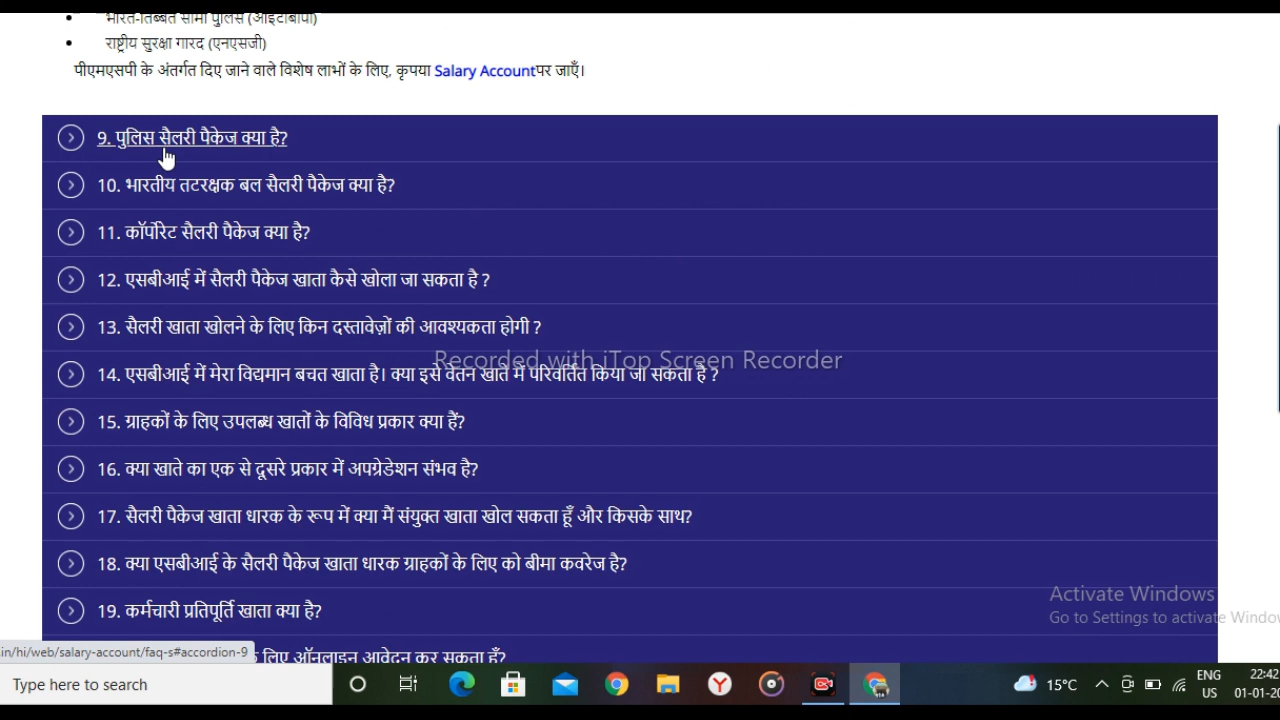 भारत-तिब्बत सीमा पुलिस (आईटीबीपी)
राष्ट्रीय सुरक्षा गारद (एनएसजी)
पीएमएसपी के अंतर्गत दिए जाने वाले विशेष लाभों के लिए, कृपया Salary Accountपर जाएँ।
9. पुलिस सैलरी पैकेज क्या है?
10. भारतीय तटरक्षक बल सैलरी पैकेज क्या है?
11. कॉर्पोरेट सैलरी पैकेज क्या है?
12. एसबीआई में सैलरी पैकेज खाता कैसे खोला जा सकता है ?
13. सैलरी खाता खोलने के लिए किन दस्तावेज़ों की आवश्यकता होगी ?
Recorded with iTop Screen Recorder
14. एसबीआई में मेरा विद्यमान बचत खाता है। क्या इसे वेतन खाते में परिवर्तित किया जा सकता है ?
15. ग्राहकों के लिए उपलब्ध खातों के विविध प्रकार क्या हैं?
16. क्या खाते का एक से दूसरे प्रकार में अपग्रेडेशन संभव है?
17. सैलरी पैकेज खाता धारक के रूप में क्या मैं संयुक्त खाता खोल सकता हूँ और किसके साथ?
18. क्या एसबीआई के सैलरी पैकेज खाता धारक ग्राहकों के लिए को बीमा कवरेज है?
Activate Windows
19. कर्मचारी प्रतिपूर्ति खाता क्या है?
Go to Settings to activate Windo
in/hi/web/salary-account/faq-s#accordion-9
लिए ऑनलाइन आवेदन कर सकता हूँ?
Type here to search
15°C
ENG
US
22:42
01-01-20